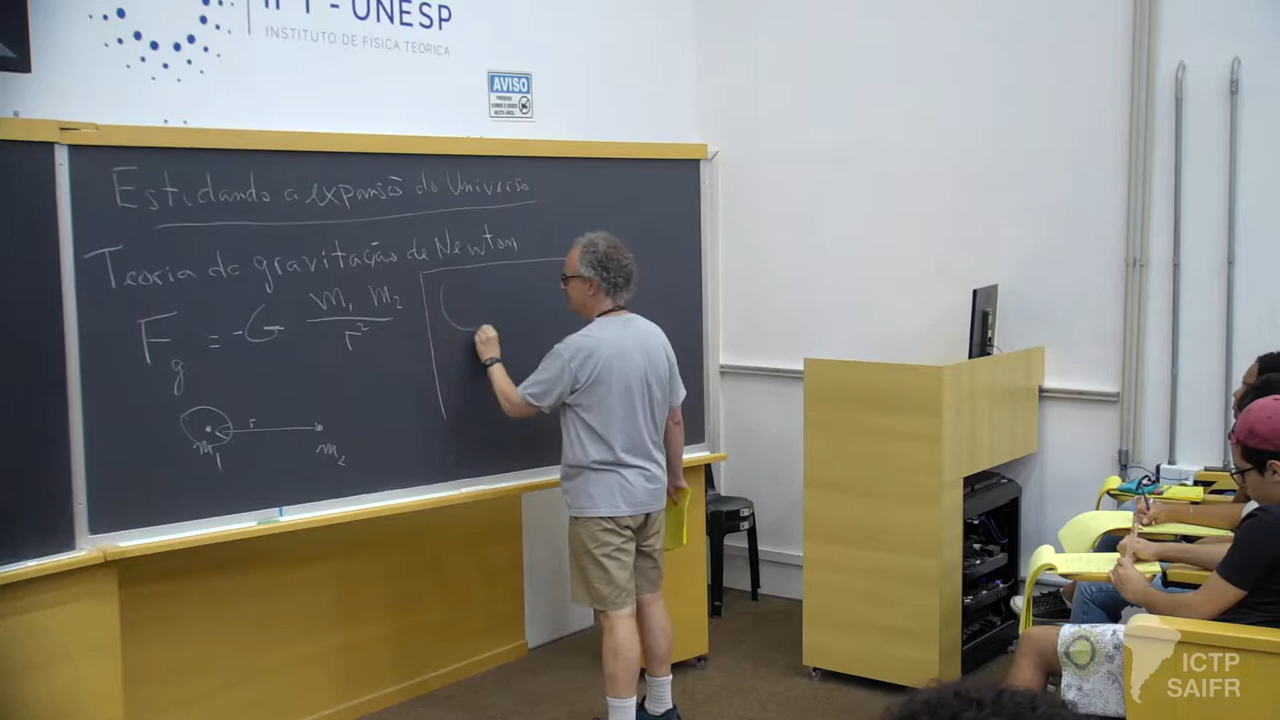 IFT - UNESP
INSTITUTO DE FÍSICA TEÓRICA
AVISO
Estudando a expansão do Universo
Teoria da gravitação de Newton
F_g = -G m₁ m₂ / r²
r
m₁
m₂
ICTP
SAIFR